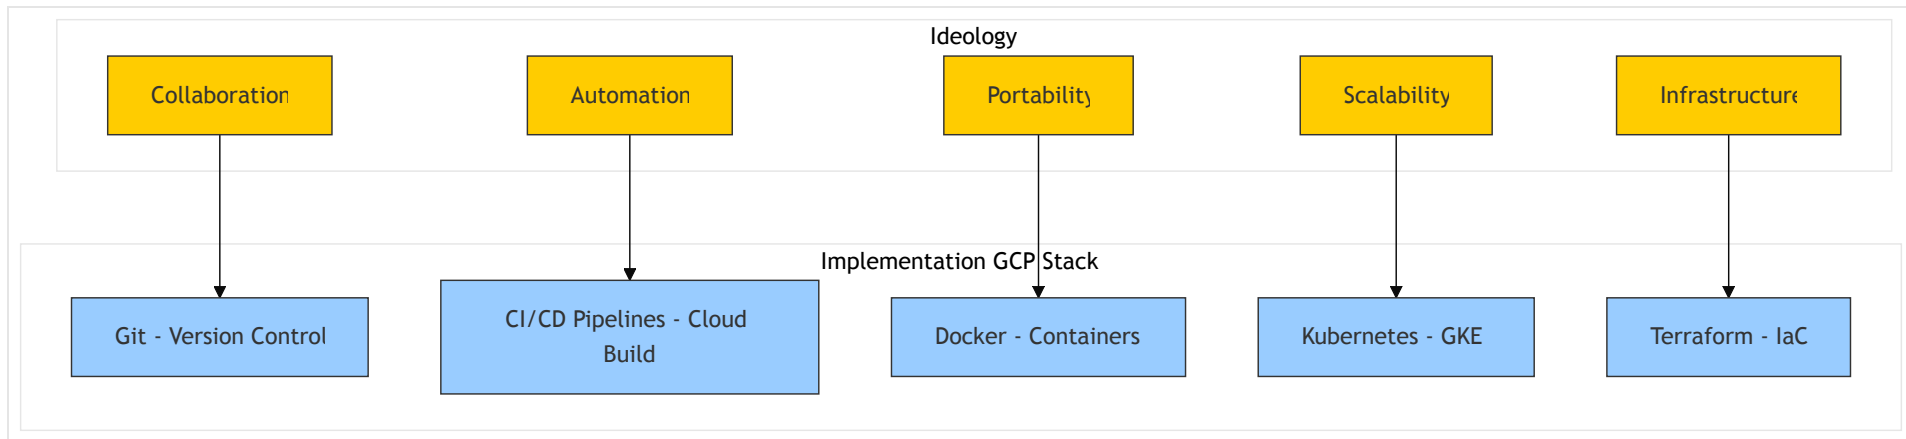 Ideology
Collaboration
Automation
Portability
Scalability
Infrastructure
Implementation GCP Stack
Git - Version Control
CI/CD Pipelines - Cloud
Build
Docker - Containers
Kubernetes - GKE
Terraform - IaC